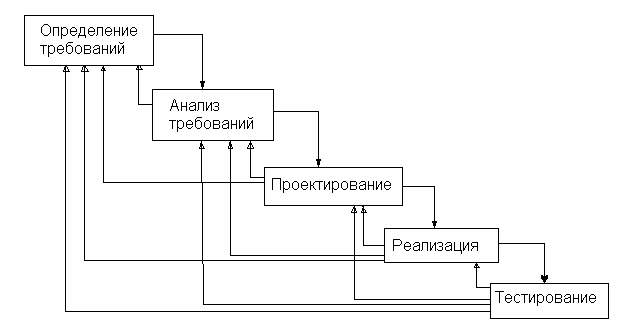 Определение
требований
Анализ
требований
Проектирование
Реализация
Тестирование